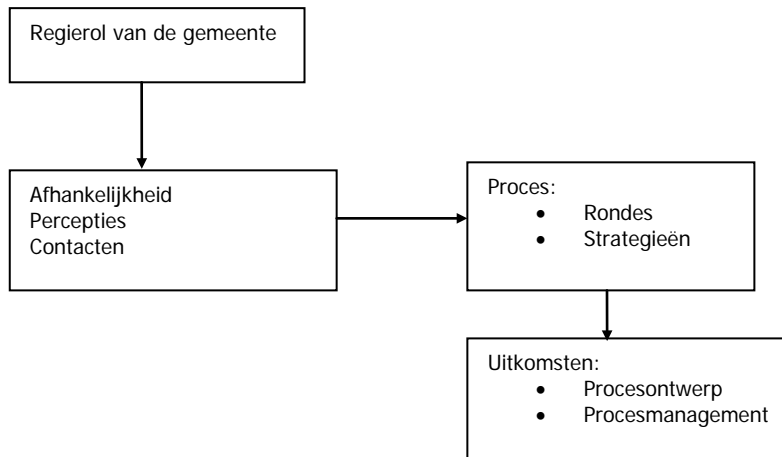 Regierol van de gemeente
Afhankelijkheid
Percepties
Contacten
Proces:
• Rondes
• Strategieën
Uitkomsten:
• Procesontwerp
• Procesmanagement